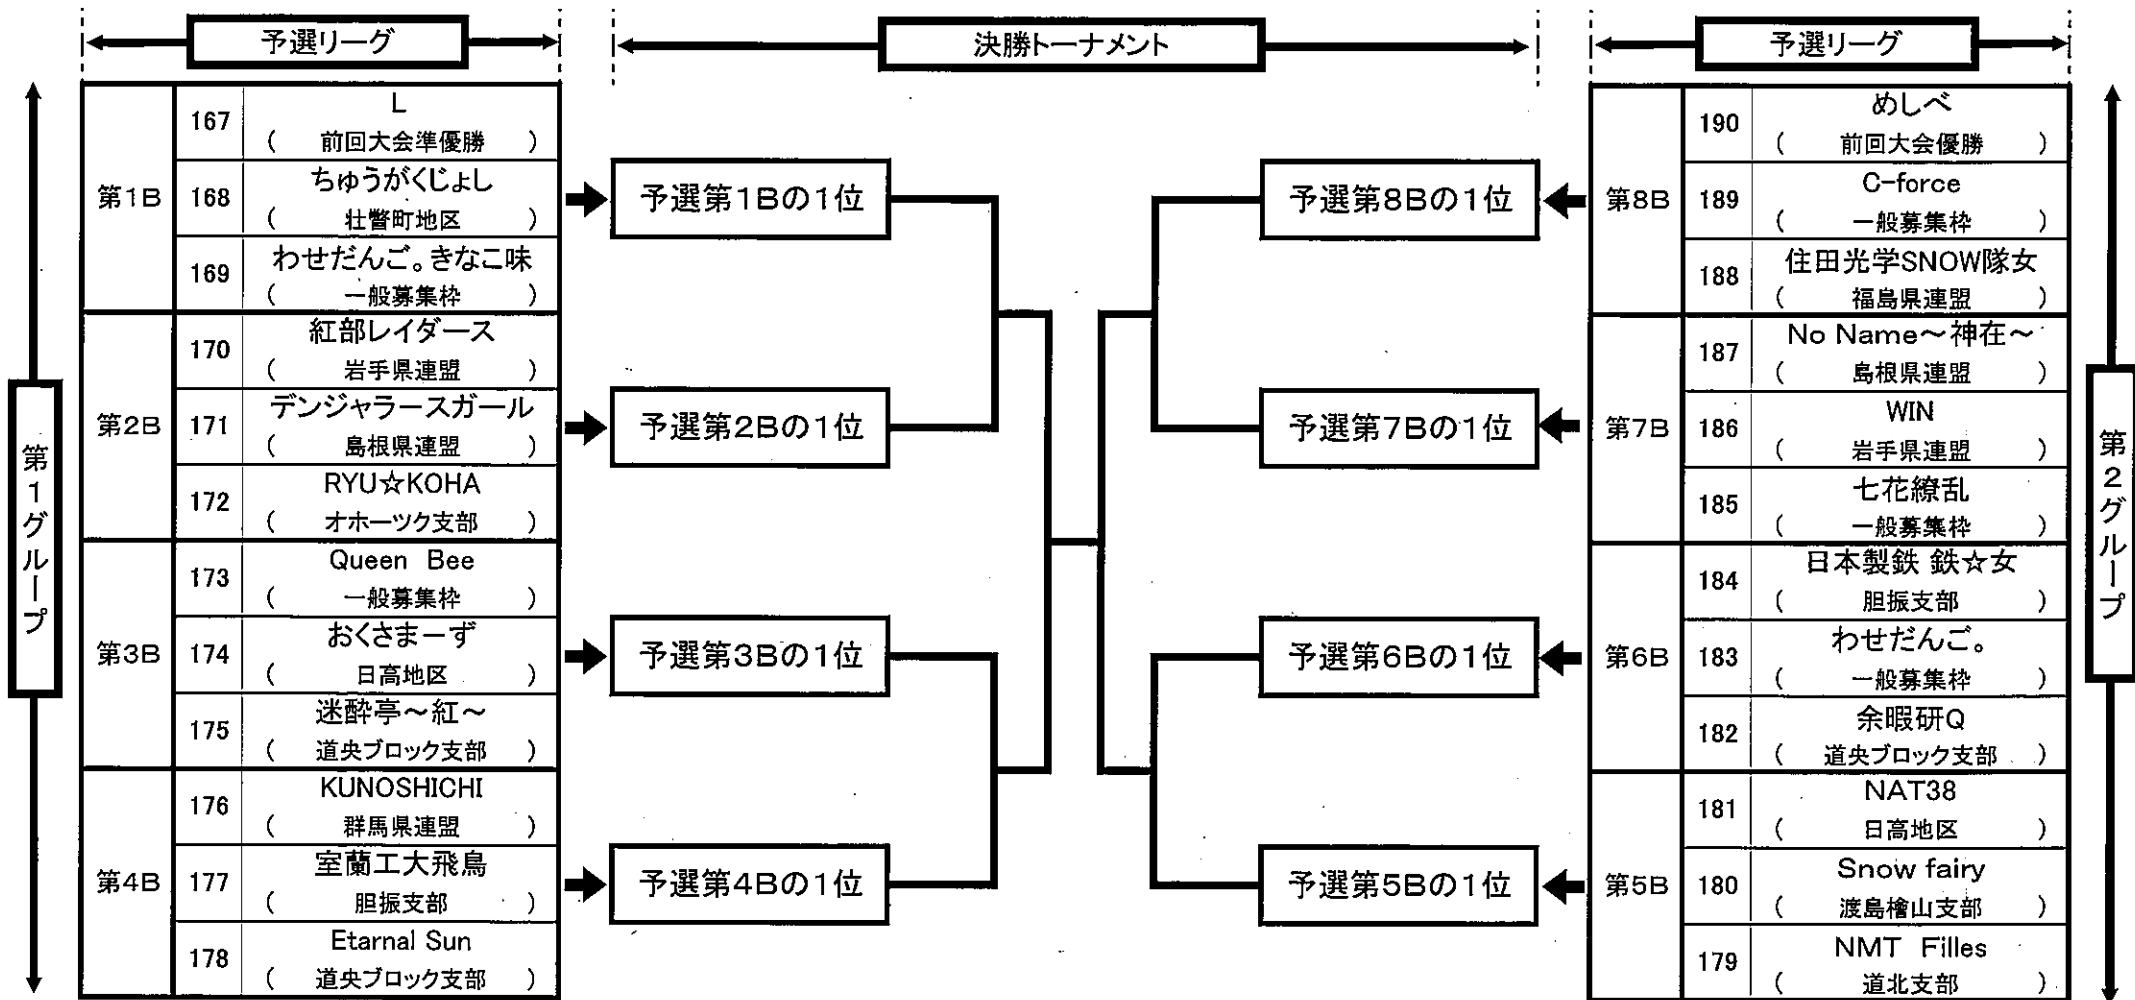 予選リーグ
決勝トーナメント
予選リーグ
第1グループ
第1B
167
L
( 前回大会準優勝 )
168
ちゅうがくじょし
( 壮瞥町地区 )
169
わせだんご。きなこ味
( 一般募集枠 )
第2B
170
紅部レイダース
( 岩手県連盟 )
171
デンジャラースガール
( 島根県連盟 )
172
RYU☆KOHA
( オホーツク支部 )
第3B
173
Queen Bee
( 一般募集枠 )
174
おくさまーず
( 日高地区 )
175
迷酔亭～紅～
( 道央ブロック支部 )
第4B
176
KUNOSHICHI
( 群馬県連盟 )
177
室蘭工大飛鳥
( 胆振支部 )
178
Etarnal Sun
( 道央ブロック支部 )
予選第1Bの1位
予選第2Bの1位
予選第3Bの1位
予選第4Bの1位
予選第8Bの1位
予選第7Bの1位
予選第6Bの1位
予選第5Bの1位
第8B
190
めしべ
( 前回大会優勝 )
189
C-force
( 一般募集枠 )
188
住田光学SNOW隊女
( 福島県連盟 )
第7B
187
No Name～神在～
( 島根県連盟 )
186
WIN
( 岩手県連盟 )
185
七花繚乱
( 一般募集枠 )
第6B
184
日本製鉄 鉄☆女
( 胆振支部 )
183
わせだんご。
( 一般募集枠 )
182
余暇研Q
( 道央ブロック支部 )
第5B
181
NAT38
( 日高地区 )
180
Snow fairy
( 渡島檜山支部 )
179
NMT Filles
( 道北支部 )
第2グループ